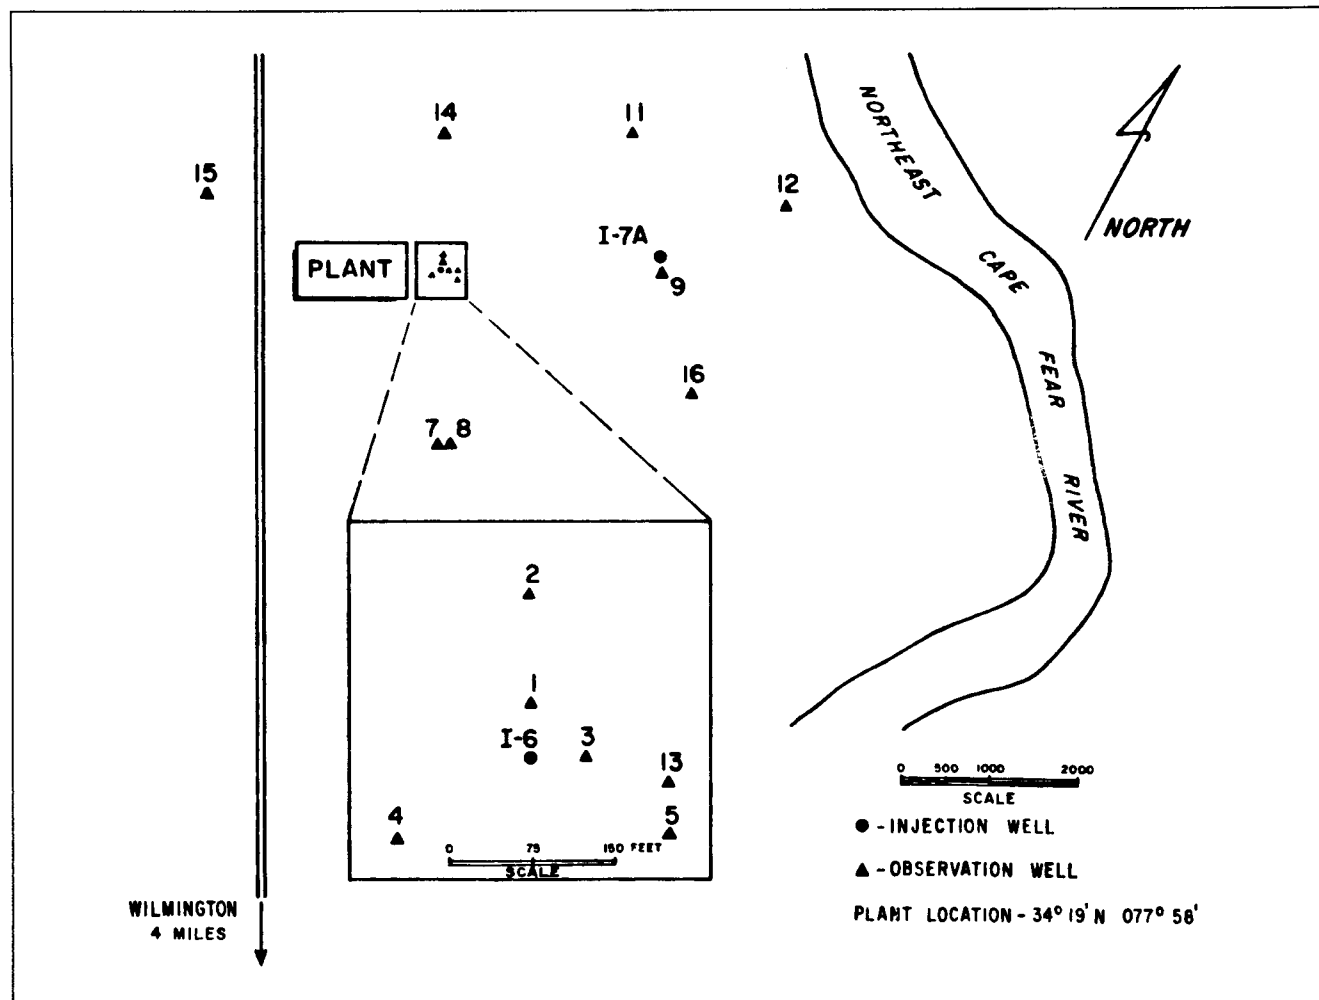 14
11
15
12
NORTHEAST
CAPE
FEAR
RIVER
NORTH
I-7A
9
PLANT
16
7 8
2
1
I-6 3
13
4
5
0 75 150 FEET
SCALE
0 500 1000 2000
SCALE
● - INJECTION WELL
▲ - OBSERVATION WELL
PLANT LOCATION - 34° 19' N 077° 58'
WILMINGTON
4 MILES